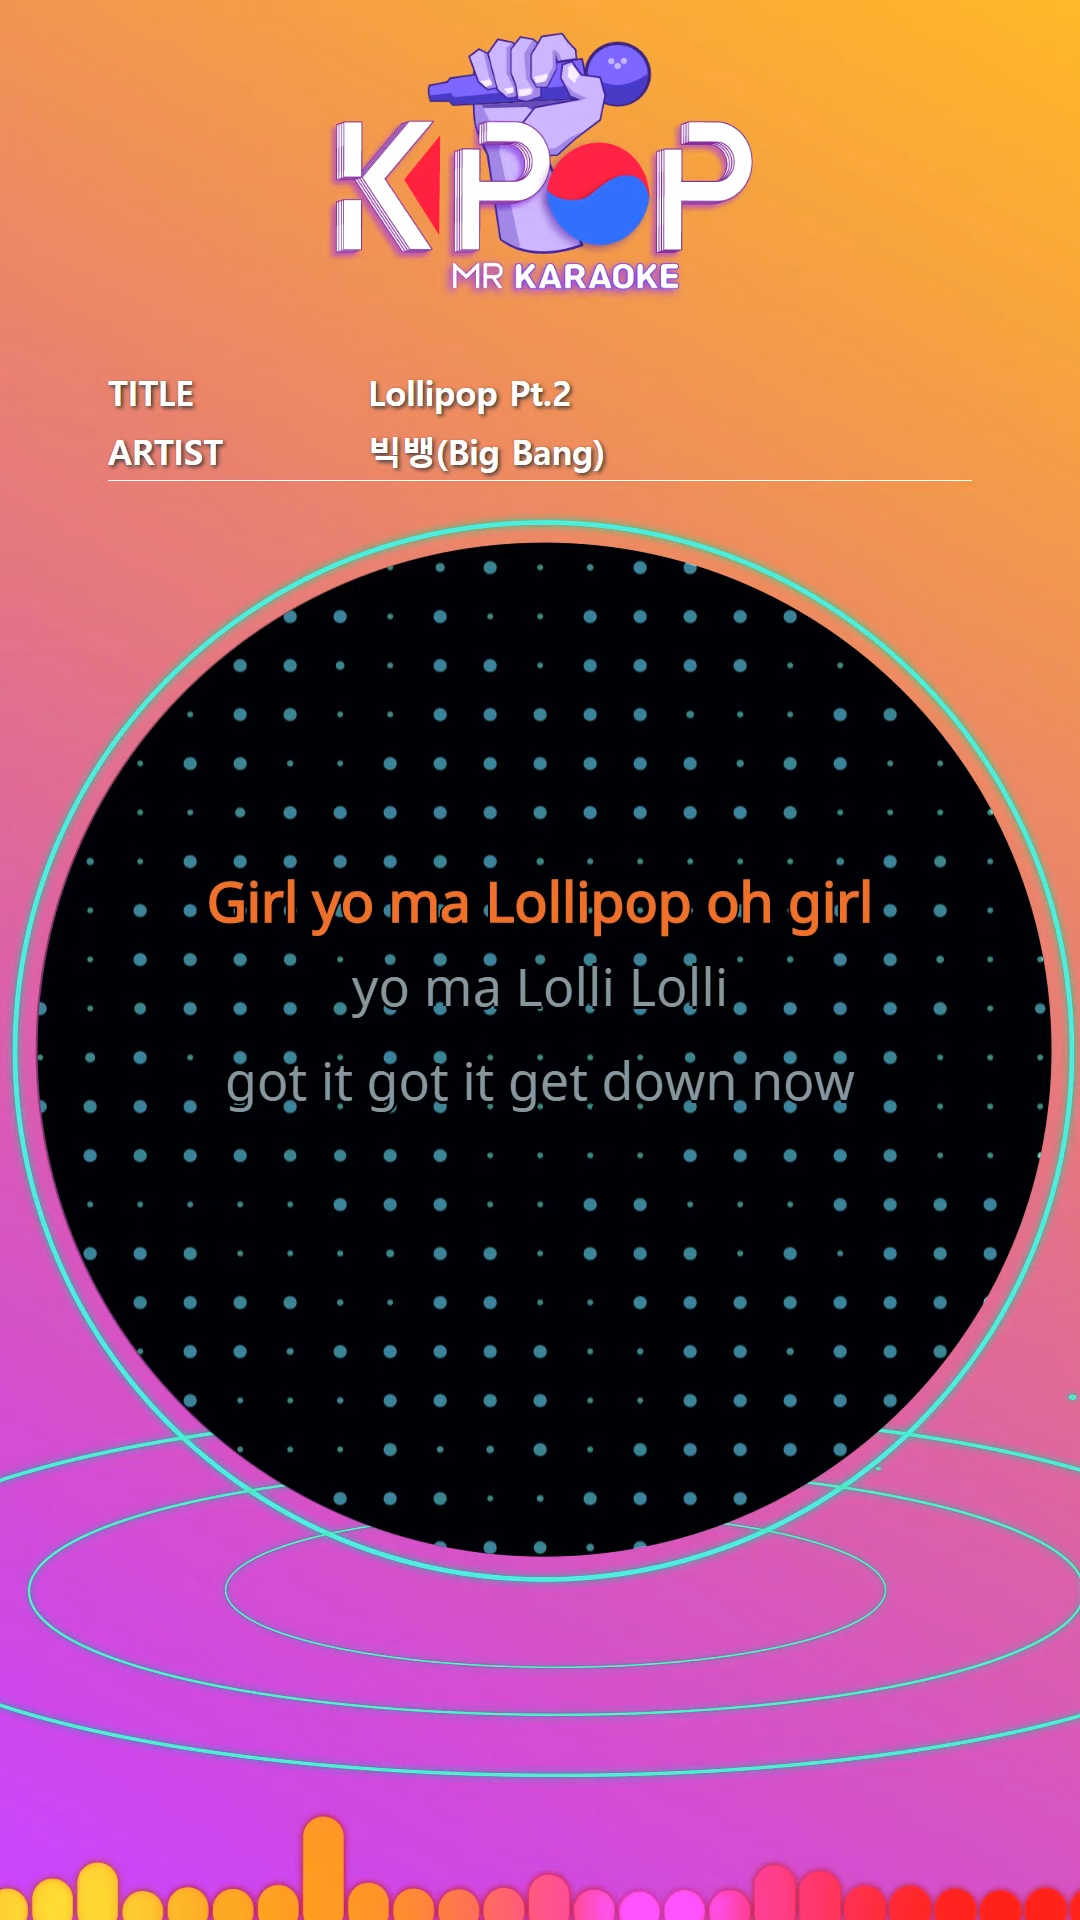 KPOP
MR KARAOKE
TITLE Lollipop Pt.2
ARTIST 빅뱅(Big Bang)
Girl yo ma Lollipop oh girl
yo ma Lolli Lolli
got it got it get down now